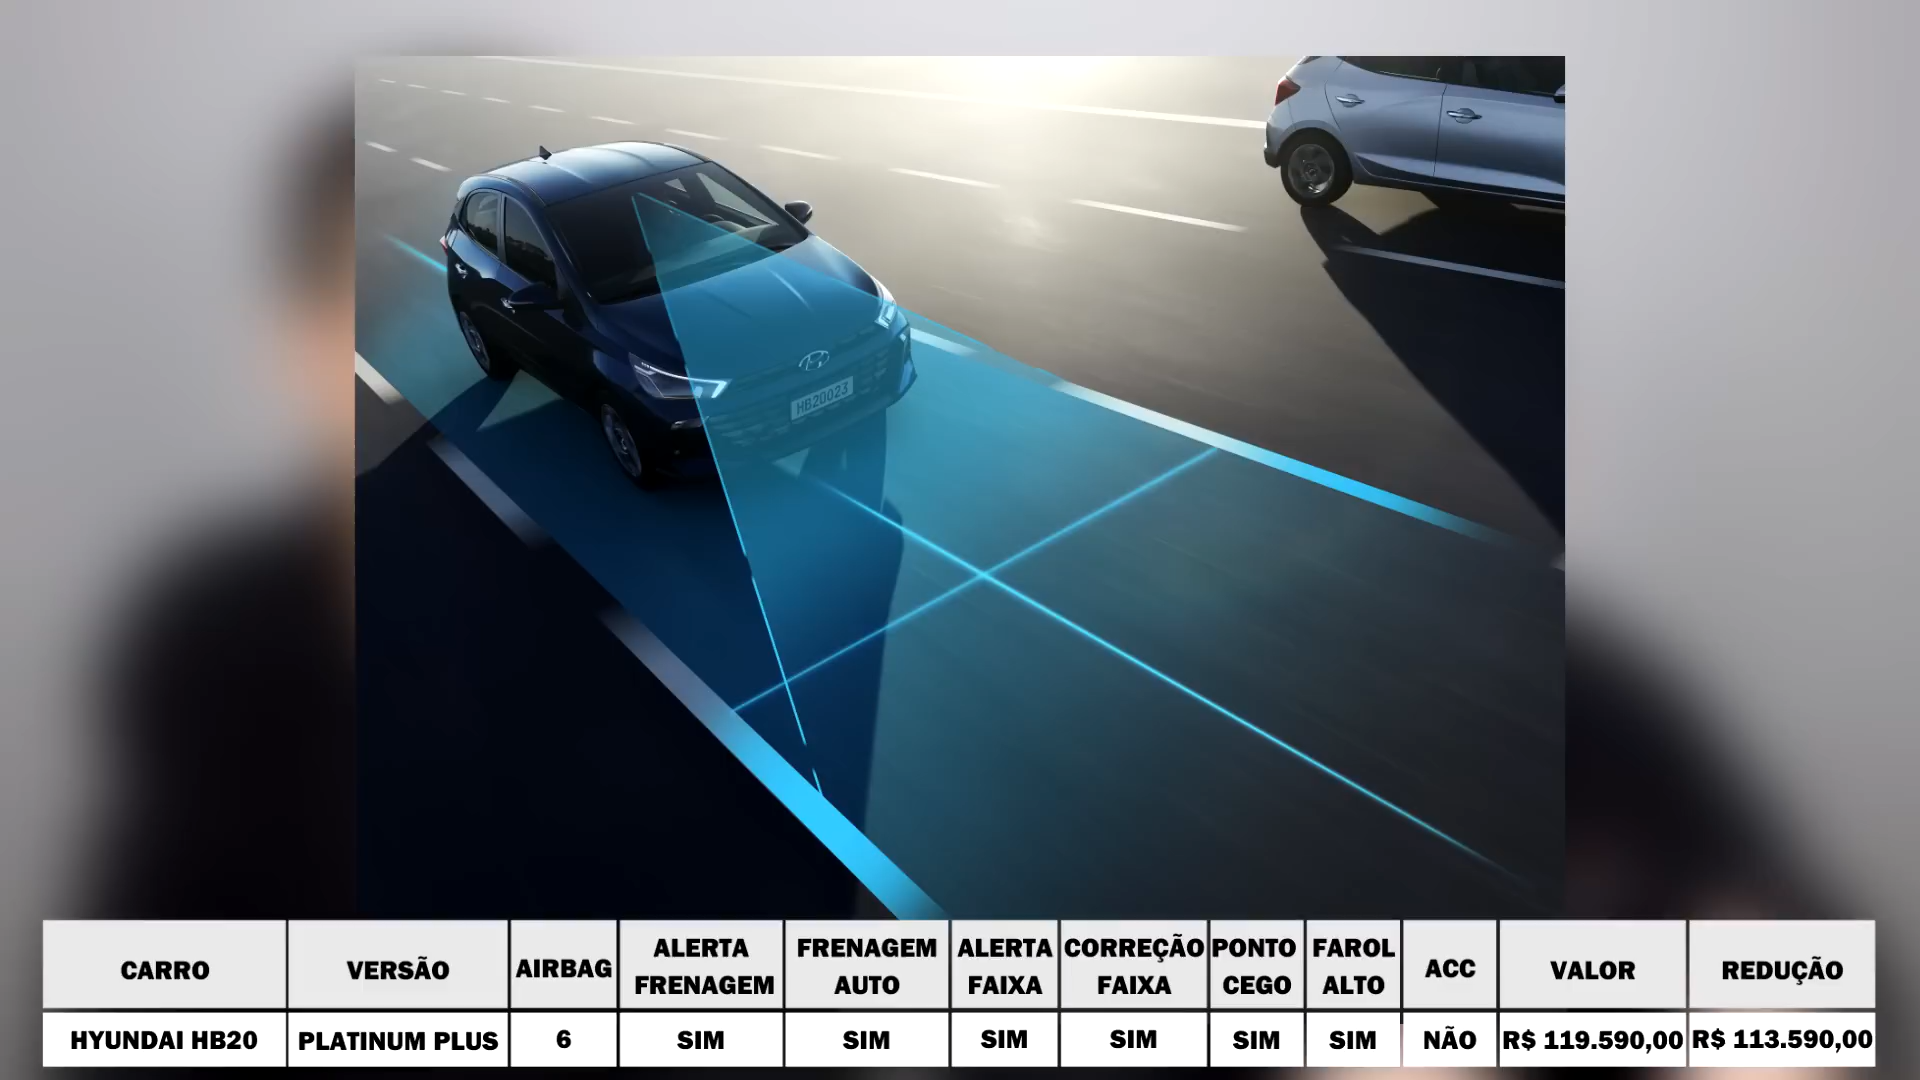 HB20023
CARRO
VERSÃO
AIRBAG
ALERTA
FRENAGEM
FRENAGEM
AUTO
ALERTA
FAIXA
CORREÇÃO
FAIXA
PONTO
CEGO
FAROL
ALTO
ACC
VALOR
REDUÇÃO
HYUNDAI HB20
PLATINUM PLUS
6
SIM
SIM
SIM
SIM
SIM
SIM
NÃO
R$ 119.590,00
R$ 113.590,00